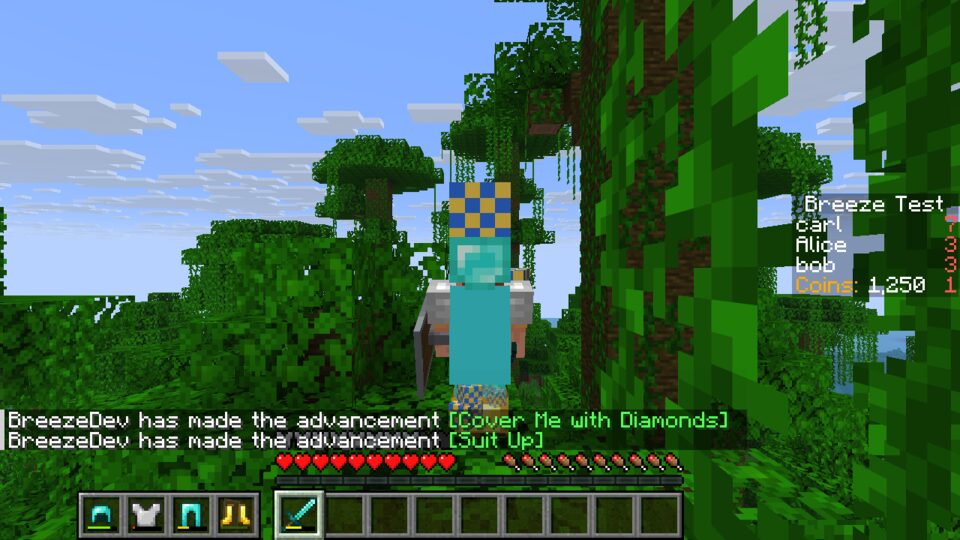 Breeze Test
carl 7
Alice 3
bob 3
Coins: 1,250 1
BreezeDev has made the advancement [Cover Me with Diamonds]
BreezeDev has made the advancement [Suit Up]